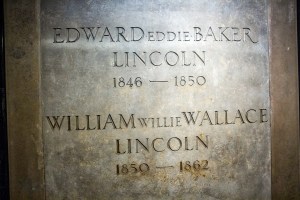 EDWARD EDDIE BAKER
LINCOLN
1846 — 1850
WILLIAM WILLIE WALLACE
LINCOLN
1850 — 1862